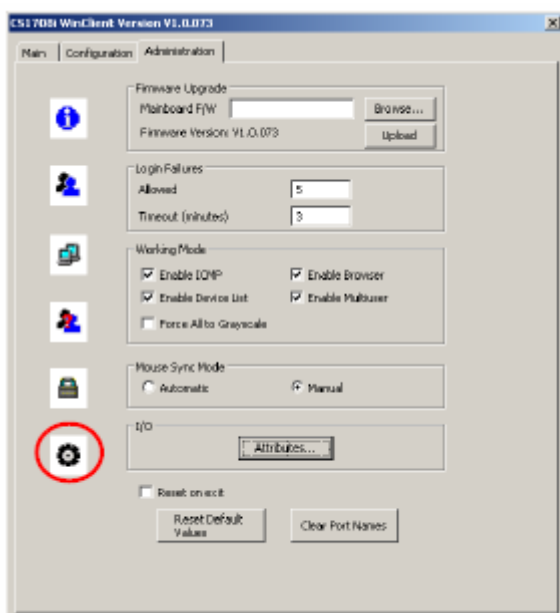 CS1708i WinClient Version V1.0.073
Main Configuration Administration
Firmware Upgrade
Mainboard F/W Browse...
Firmware Version: V1.0.073 Upload
Login Failures
Allowed 5
Timeout (minutes) 3
Working Mode
Enable ICMP Enable Browser
Enable Device List Enable Multiuser
Force All to Grayscale
Mouse Sync Mode
Automatic Manual
I/O
Attributes...
Reset on exit
Reset Default
Values
Clear Port Names